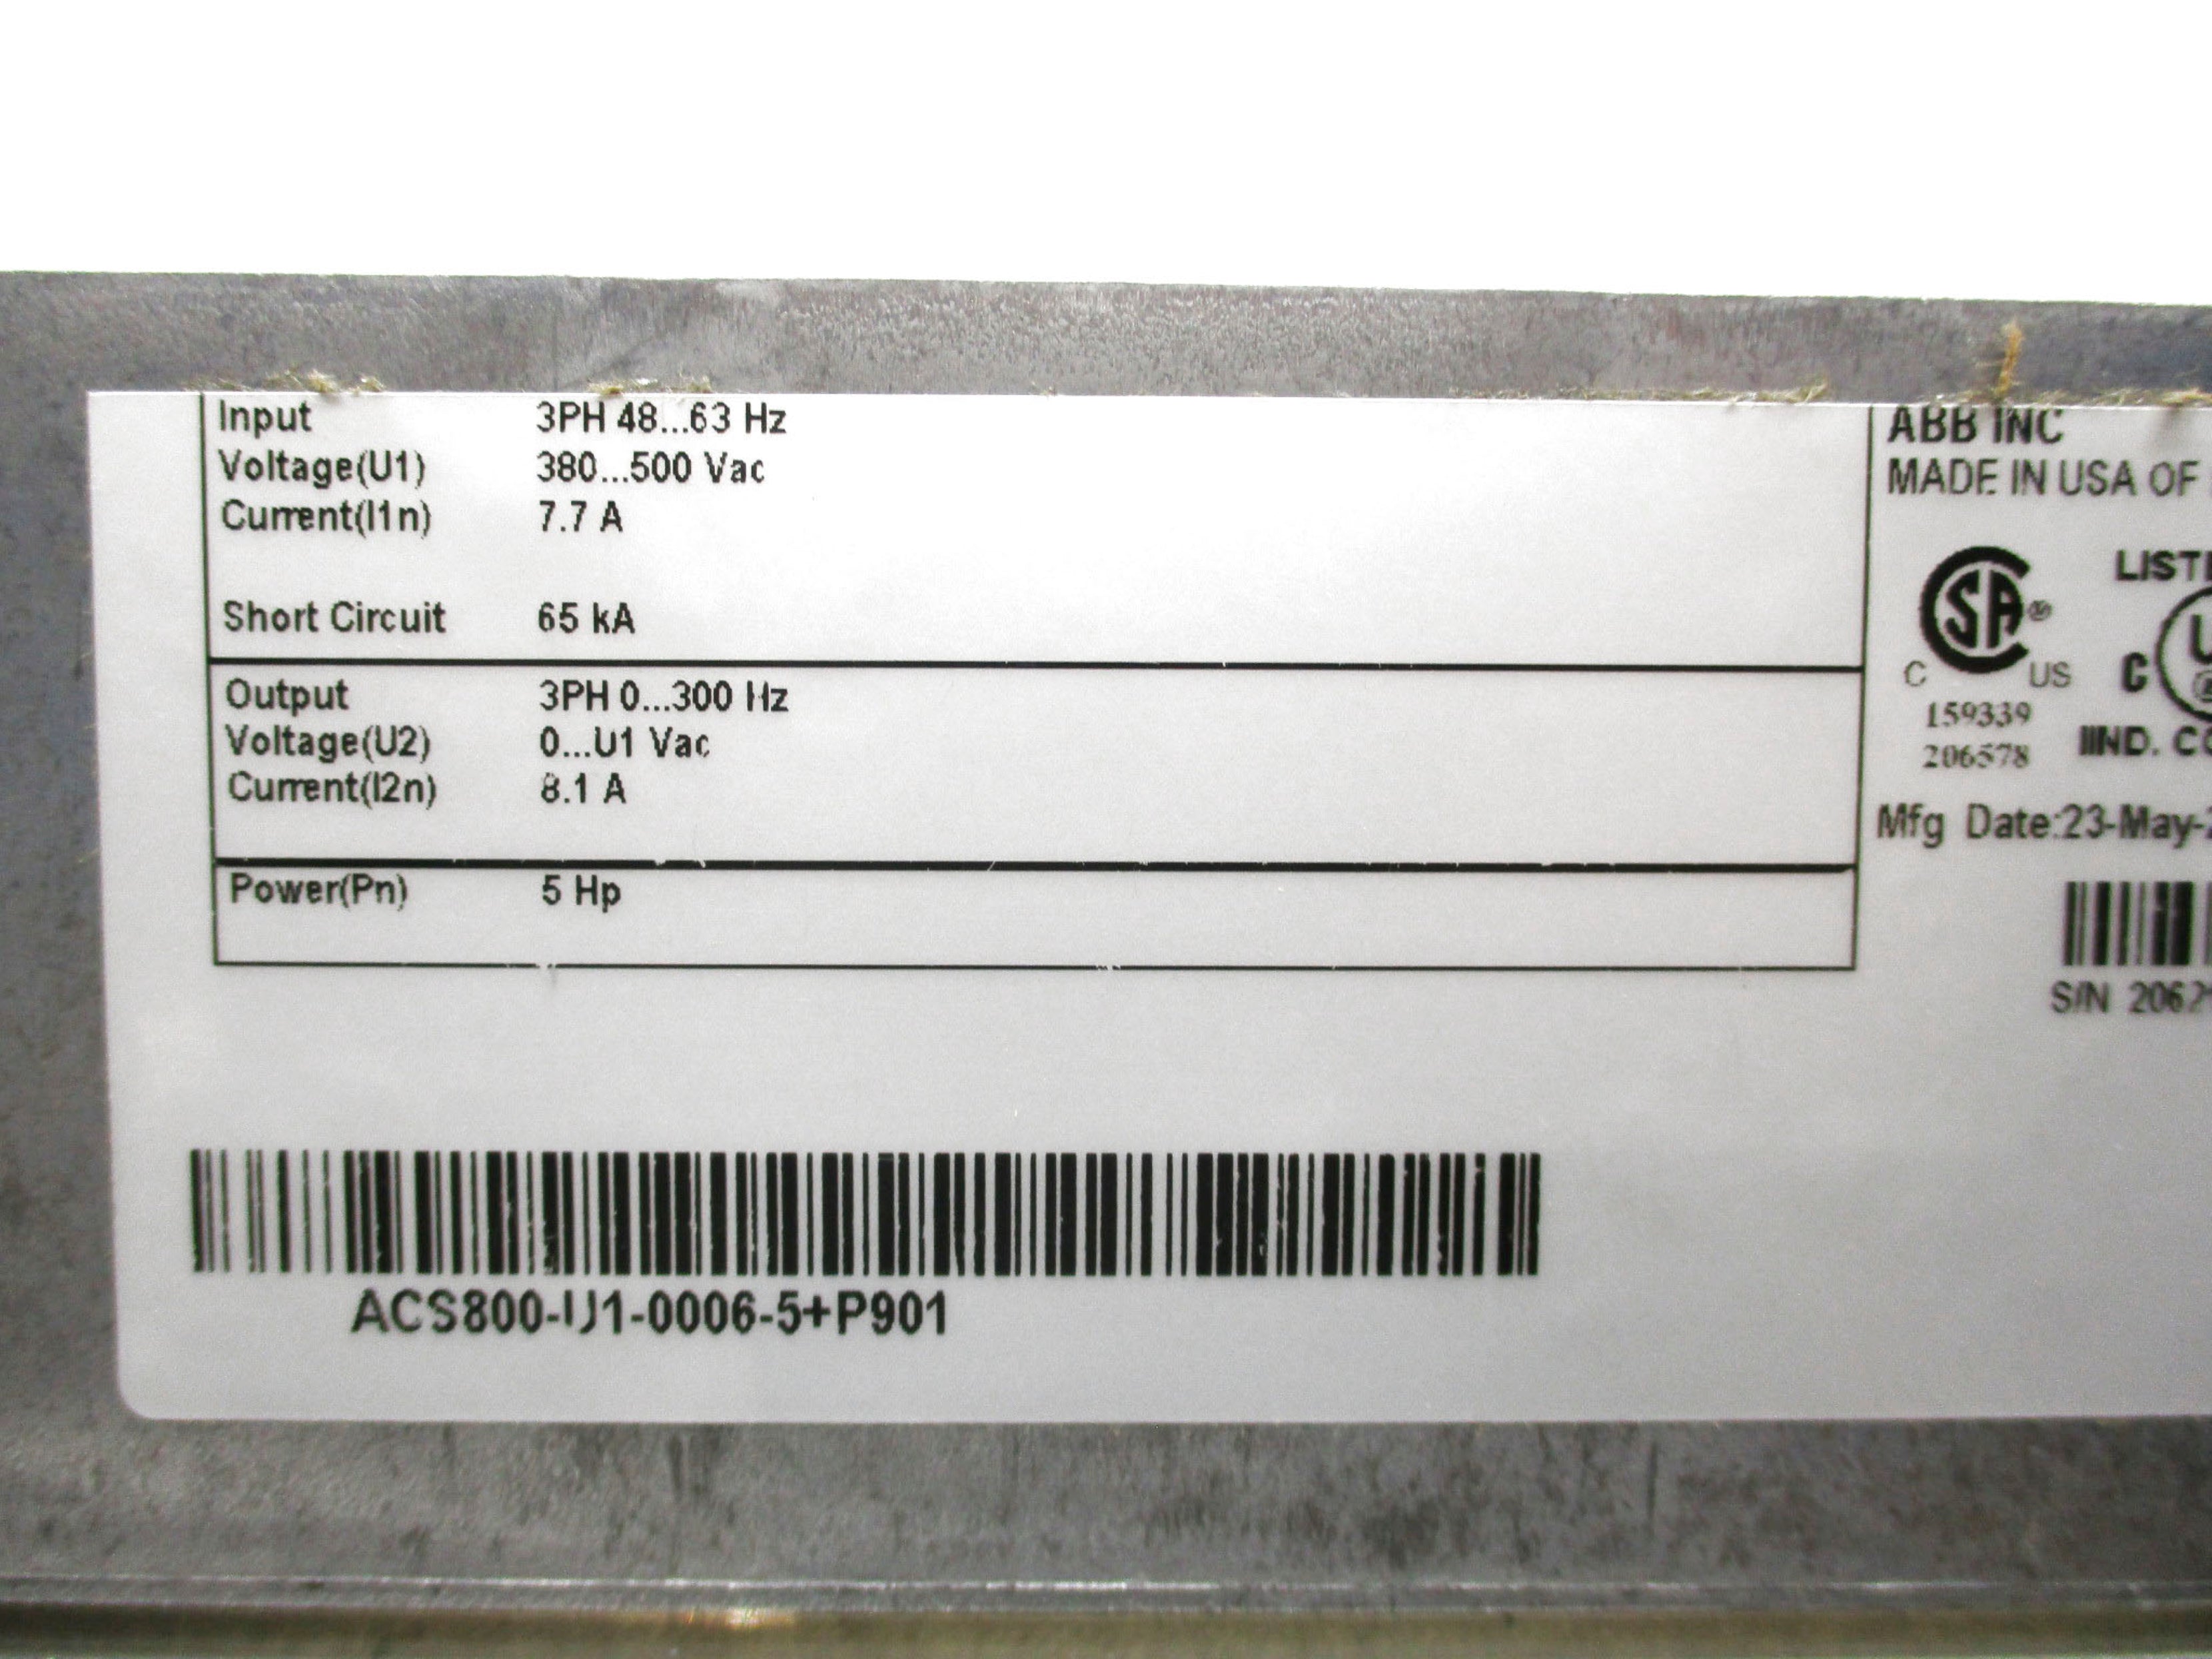 Input 3PH 48...63 Hz
Voltage(U1) 380...500 Vac
Current(I1n) 7.7 A
Short Circuit 65 kA
Output 3PH 0...300 Hz
Voltage(U2) 0...U1 Vac
Current(I2n) 8.1 A
Power(Pn) 5 Hp
ACS800-U1-0006-5+P901
ABB INC
MADE IN USA OF
SA
C US
159339
206578
C
IND.
Mfg Date:23-May-
S/N